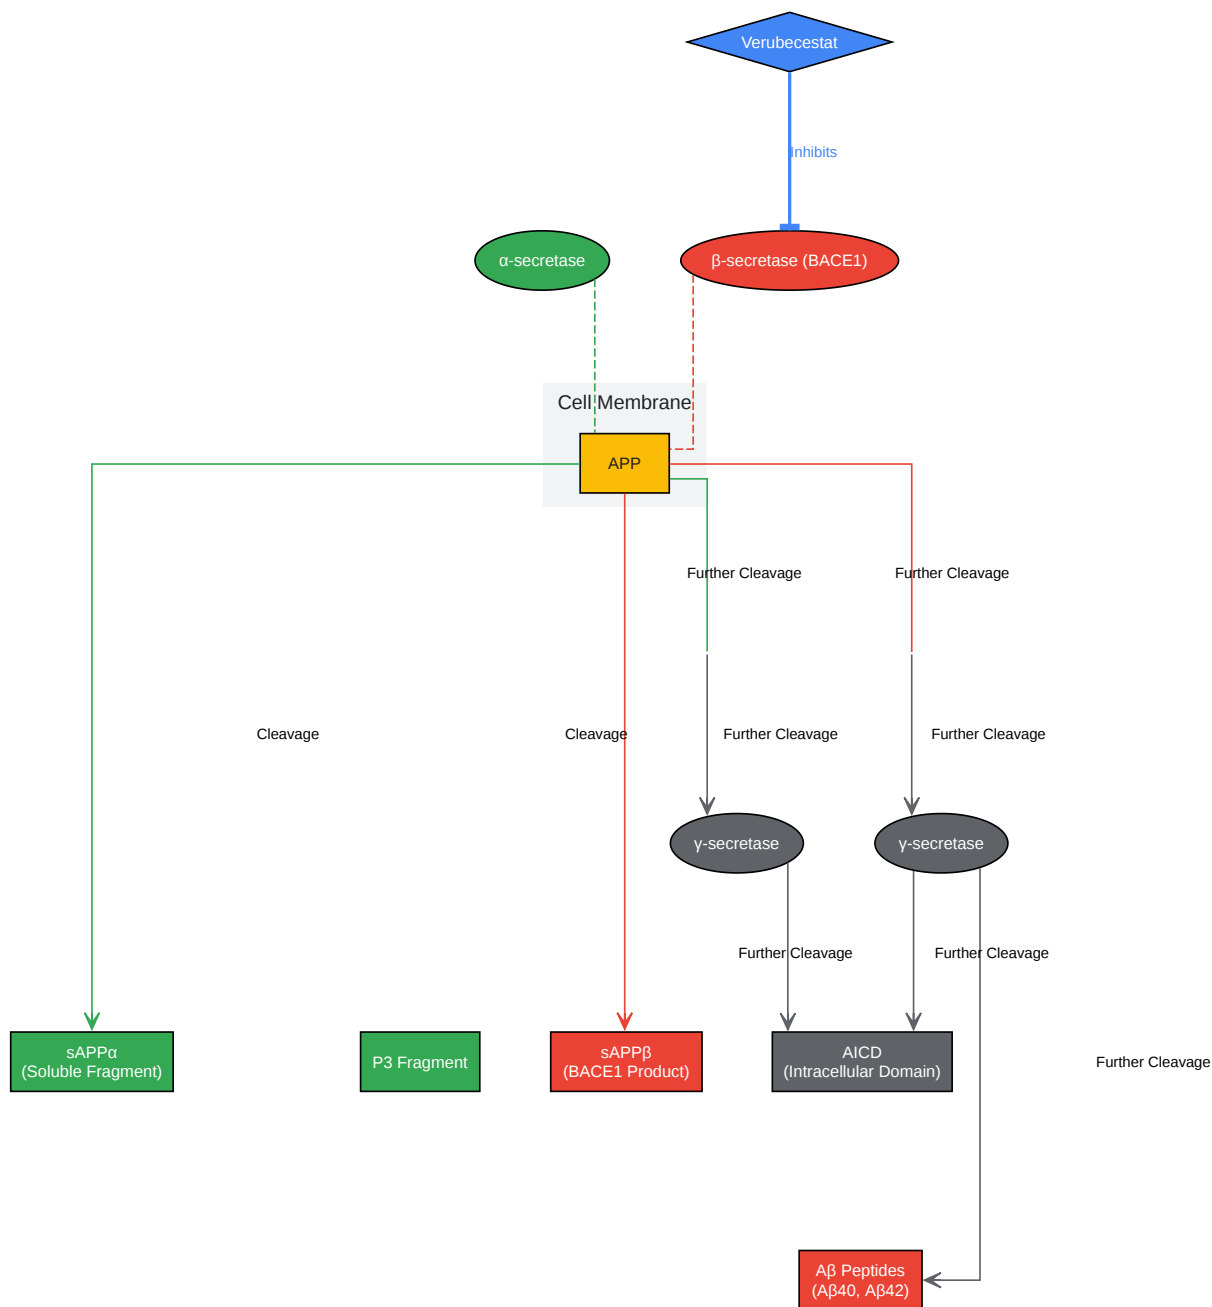 Verubecestat
Inhibits
α-secretase
β-secretase (BACE1)
Cell Membrane
APP
Further Cleavage
Further Cleavage
Cleavage
Cleavage
Further Cleavage
Further Cleavage
γ-secretase
γ-secretase
Further Cleavage
Further Cleavage
sAPPα
(Soluble Fragment)
P3 Fragment
sAPPβ
(BACE1 Product)
AICD
(Intracellular Domain)
Further Cleavage
Aβ Peptides
(Aβ40, Aβ42)